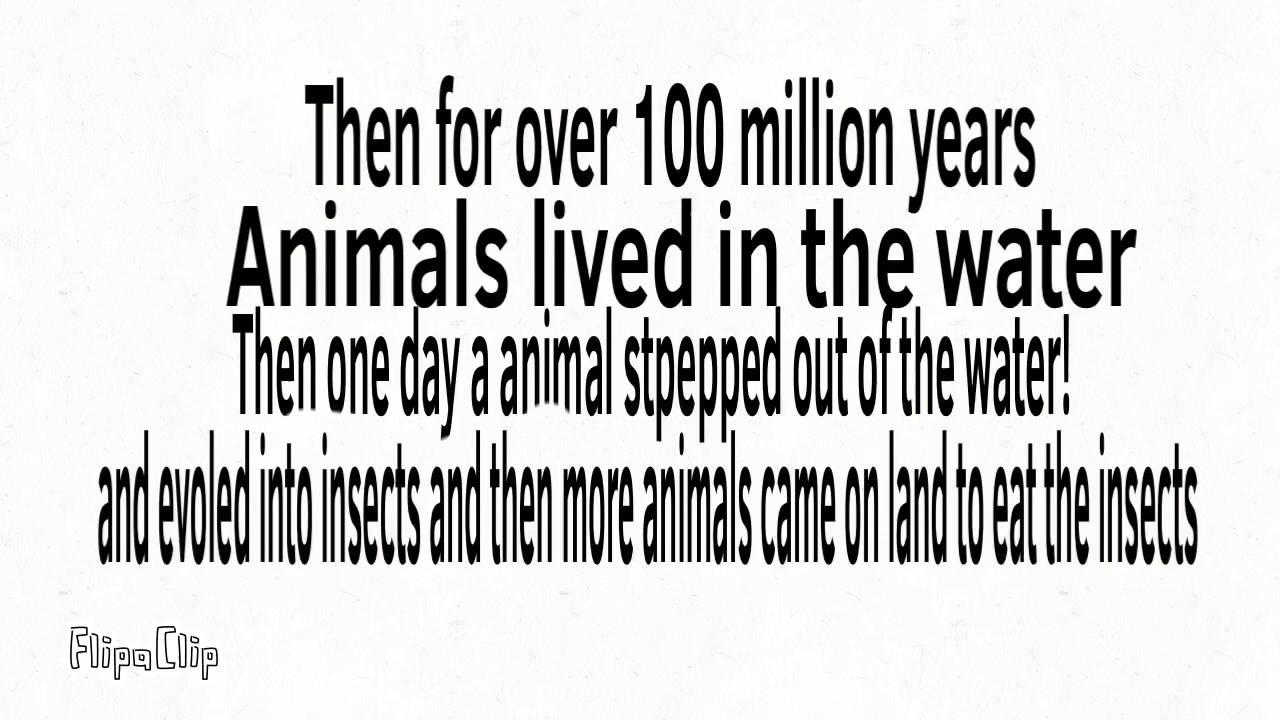 Then for over 100 million years
Animals lived in the water
Then one day a animal stpepped out of the water!
and evoled into insects and then more animals came on land to eat the insects
FlipaClip